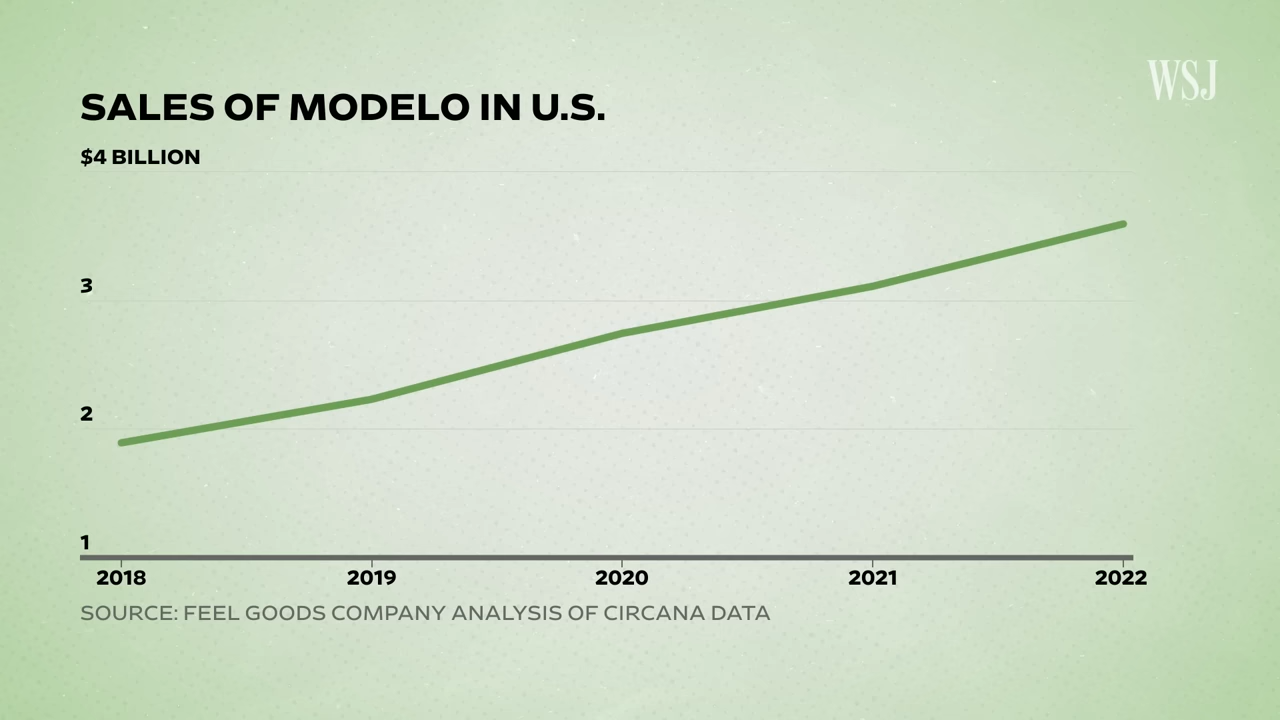 WSJ
SALES OF MODELO IN U.S.
$4 BILLION
3
2
1
2018 2019 2020 2021 2022
SOURCE: FEEL GOODS COMPANY ANALYSIS OF CIRCANA DATA